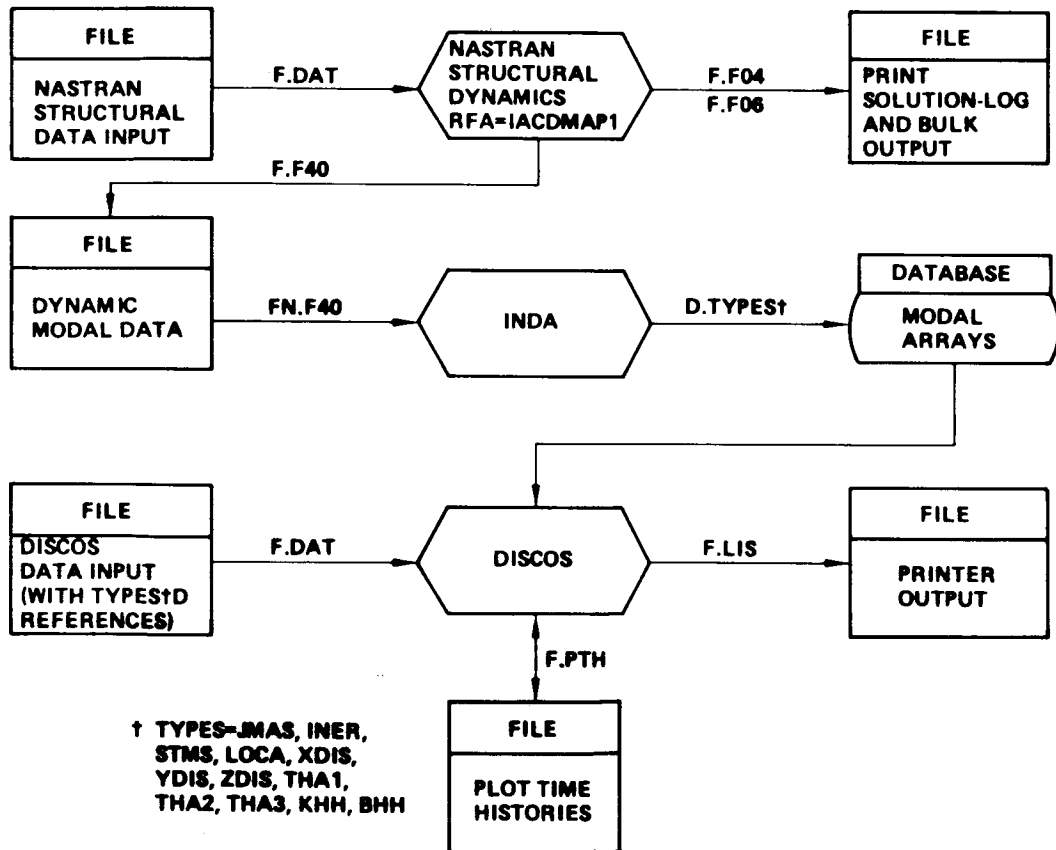 FILE
NASTRAN
STRUCTURAL
DATA INPUT
F.DAT
NASTRAN
STRUCTURAL
DYNAMICS
RFA=IACDMAP1
F.F04
F.F06
FILE
PRINT
SOLUTION-LOG
AND BULK
OUTPUT
F.F40
FILE
DYNAMIC
MODAL DATA
FN.F40
INDA
D.TYPES†
DATABASE
MODAL
ARRAYS
FILE
DISCOS
DATA INPUT
(WITH TYPES†D
REFERENCES)
F.DAT
DISCOS
F.LIS
FILE
PRINTER
OUTPUT
F.PTH
† TYPES=JMAS, INER,
STMS, LOCA, XDIS,
YDIS, ZDIS, THA1,
THA2, THA3, KHH, BHH
FILE
PLOT TIME
HISTORIES